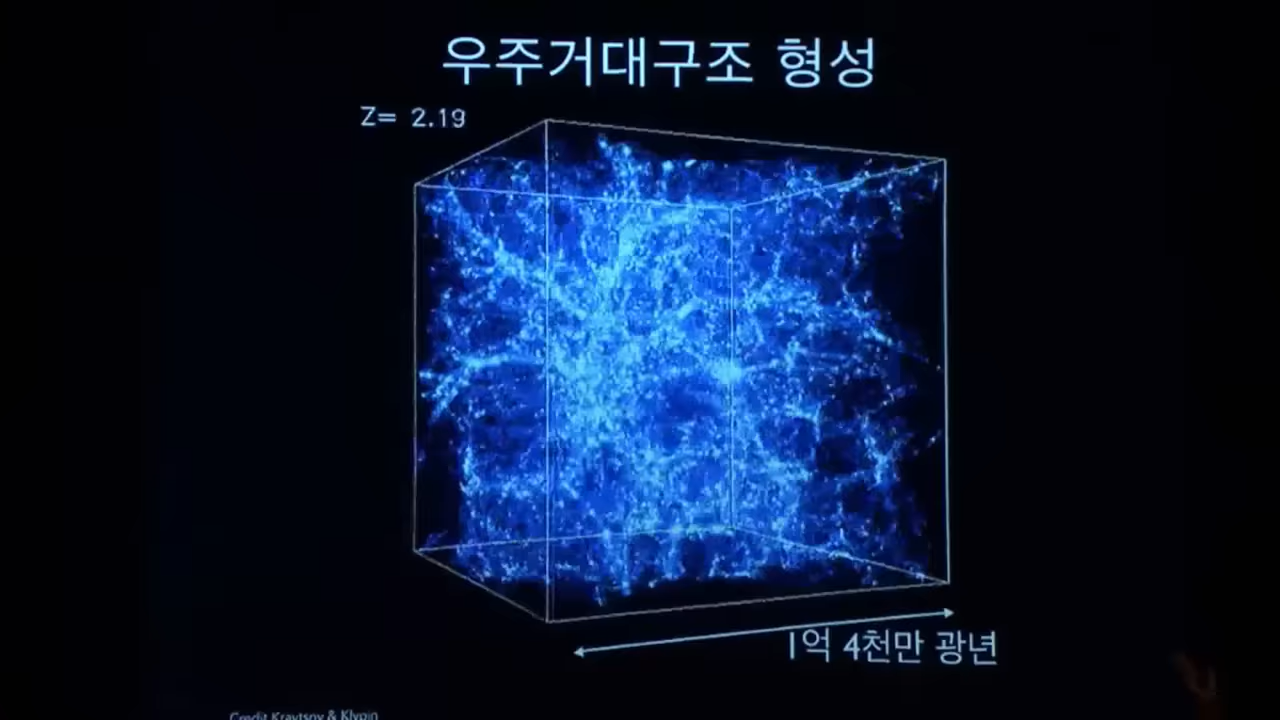 우주거대구조 형성
Z= 2.19
1억 4천만 광년
Credit Kravtsov & Klypin